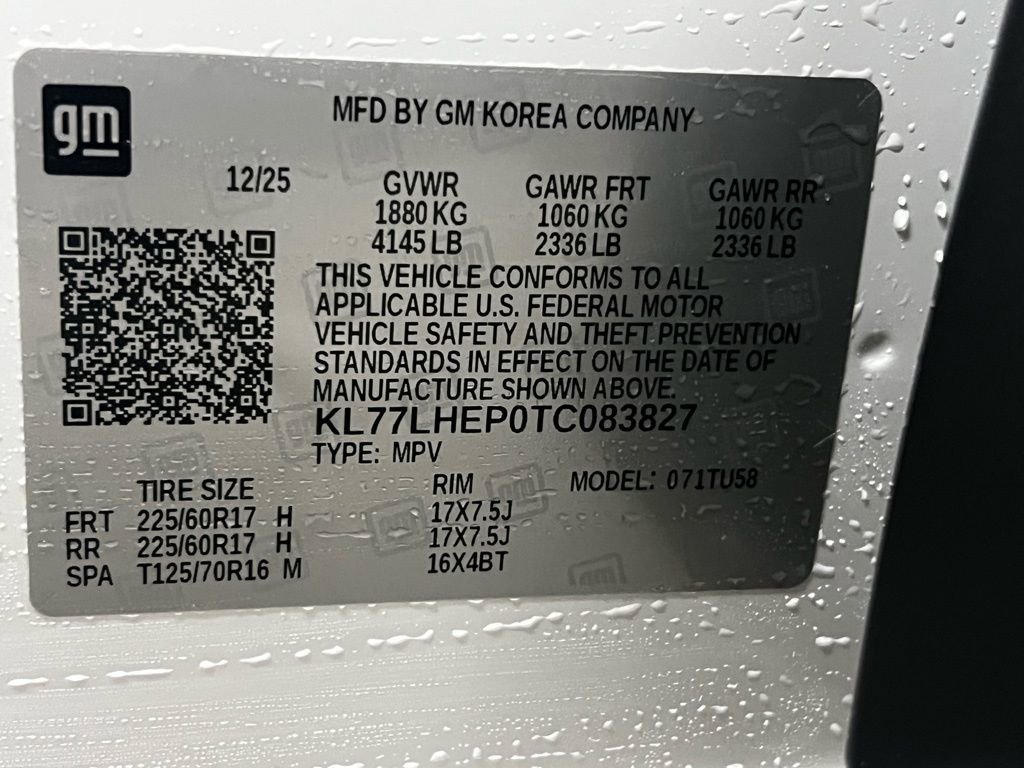 gm
MFD BY GM KOREA COMPANY
12/25 GVWR GAWR FRT GAWR RR
1880 KG 1060 KG 1060 KG
4145 LB 2336 LB 2336 LB
THIS VEHICLE CONFORMS TO ALL
APPLICABLE U.S. FEDERAL MOTOR
VEHICLE SAFETY AND THEFT PREVENTION
STANDARDS IN EFFECT ON THE DATE OF
MANUFACTURE SHOWN ABOVE.
KL77LHEP0TC083827
TYPE: MPV
TIRE SIZE RIM MODEL: 071TU58
FRT 225/60R17 H 17X7.5J
RR 225/60R17 H 17X7.5J
SPA T125/70R16 M 16X4BT